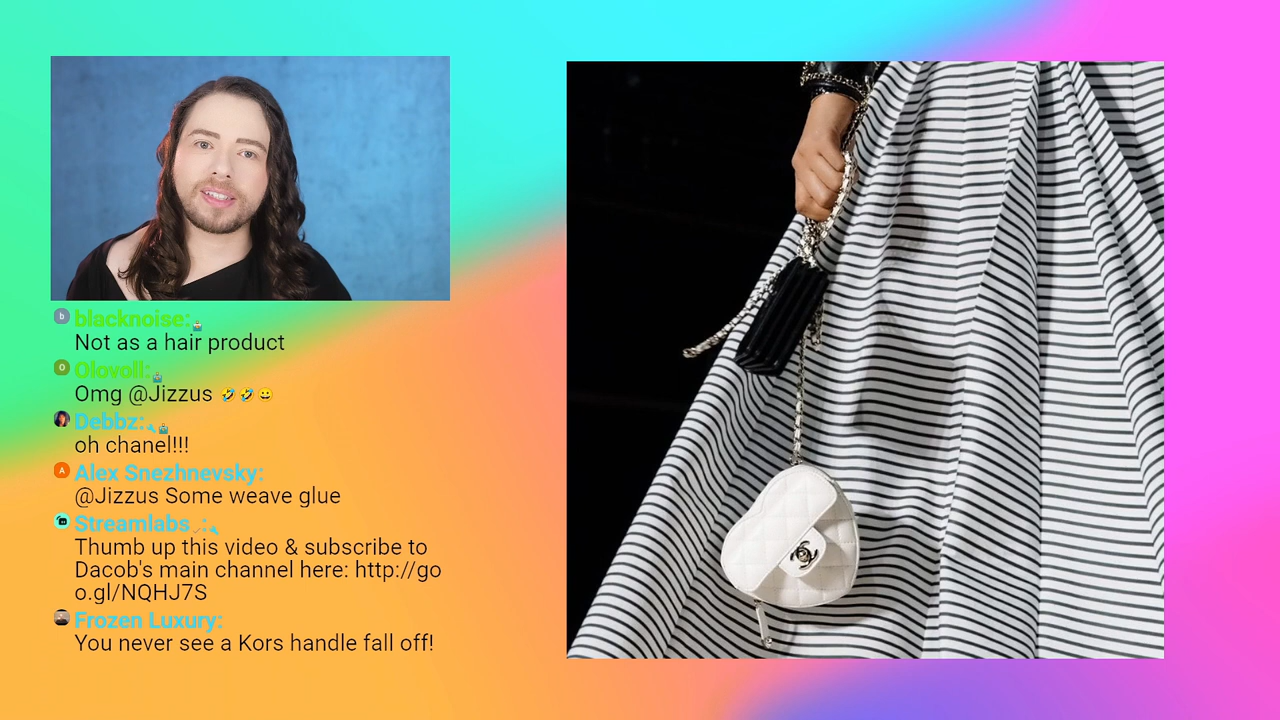 blacknoise:
Not as a hair product
Olovoll:
Omg @Jizzus
Debbz:
oh chanel!!!
Alex Snezhnevsky:
@Jizzus Some weave glue
Streamlabs :
Thumb up this video & subscribe to
Dacob's main channel here: http://go
o.gl/NQHJ7S
Frozen Luxury:
You never see a Kors handle fall off!